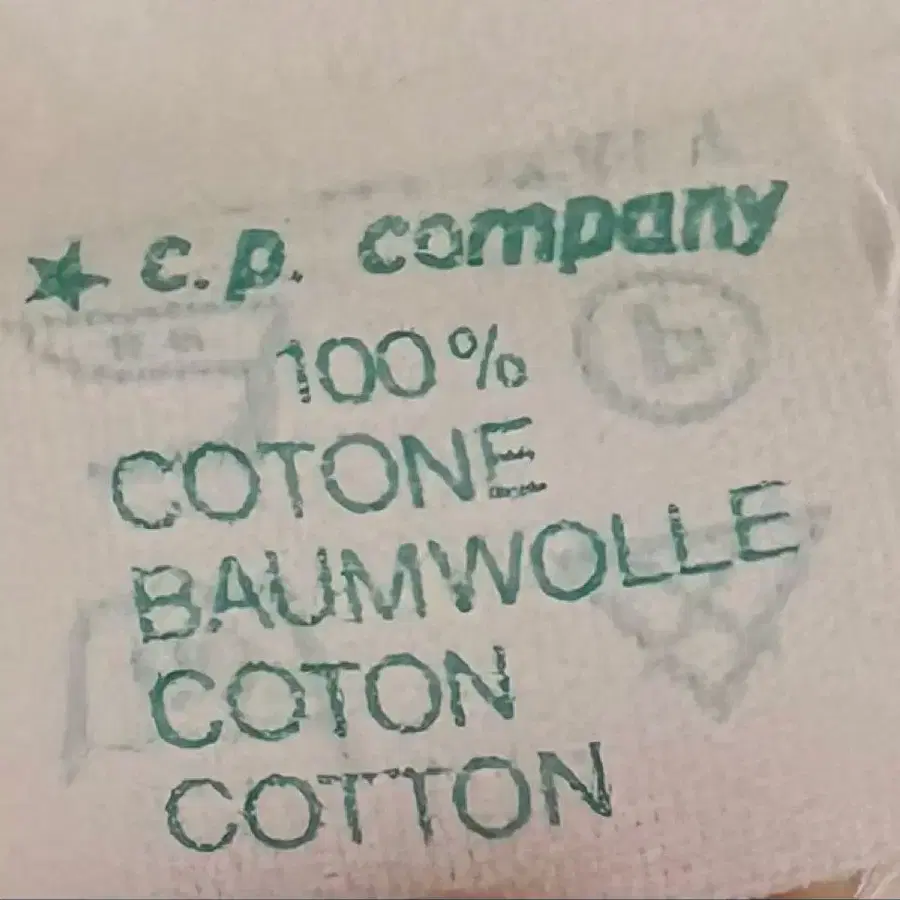 ★ c.p. company
100%
COTONE
BAUMWOLLE
COTON
COTTON